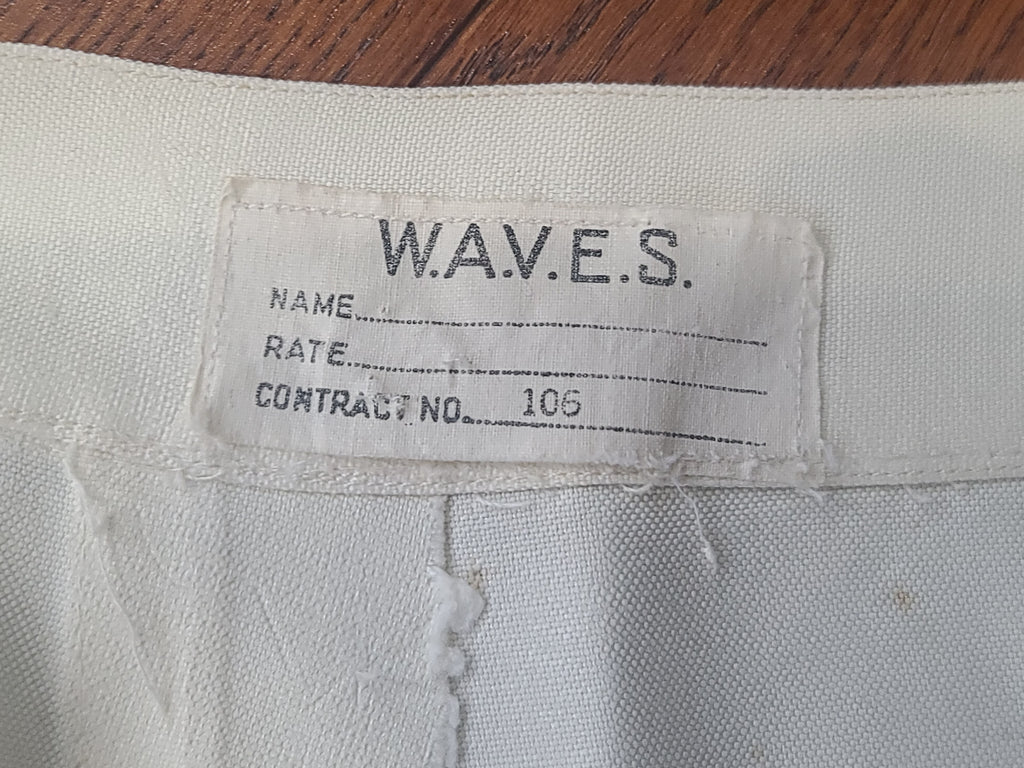 W.A.V.E.S.
NAME
RATE
CONTRACT NO. 106